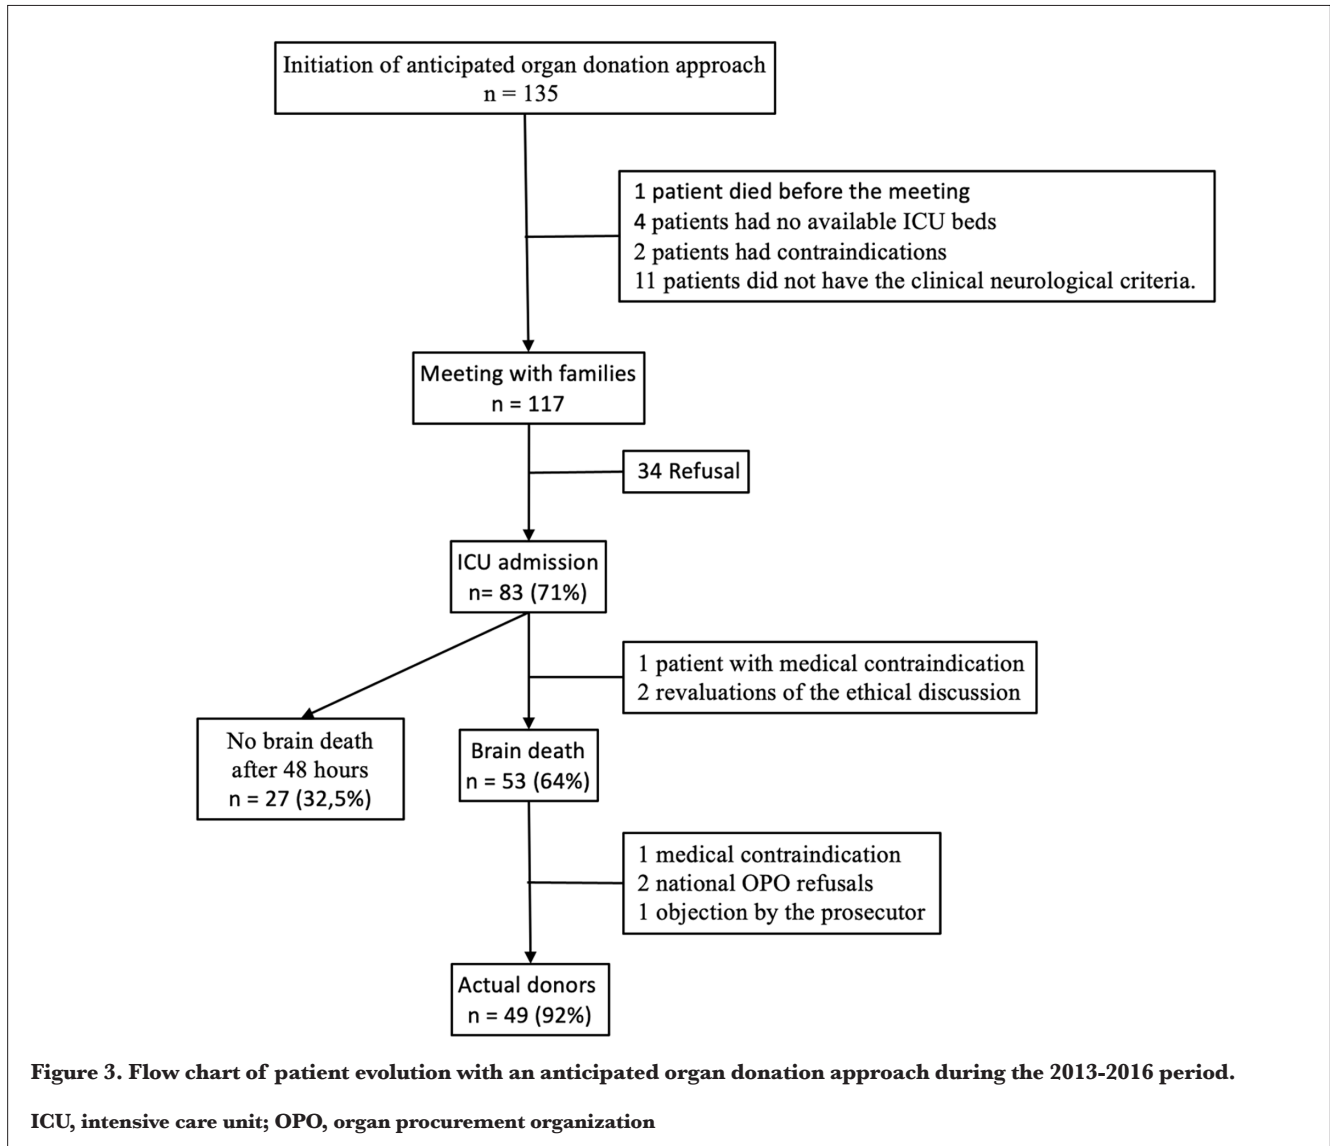 Initiation of anticipated organ donation approach
n = 135
1 patient died before the meeting
4 patients had no available ICU beds
2 patients had contraindications
11 patients did not have the clinical neurological criteria.
Meeting with families
n = 117
34 Refusal
ICU admission
n= 83 (71%)
1 patient with medical contraindication
2 revaluations of the ethical discussion
No brain death
after 48 hours
n = 27 (32,5%)
Brain death
n = 53 (64%)
1 medical contraindication
2 national OPO refusals
1 objection by the prosecutor
Actual donors
n = 49 (92%)
Figure 3. Flow chart of patient evolution with an anticipated organ donation approach during the 2013-2016 period.
ICU, intensive care unit; OPO, organ procurement organization